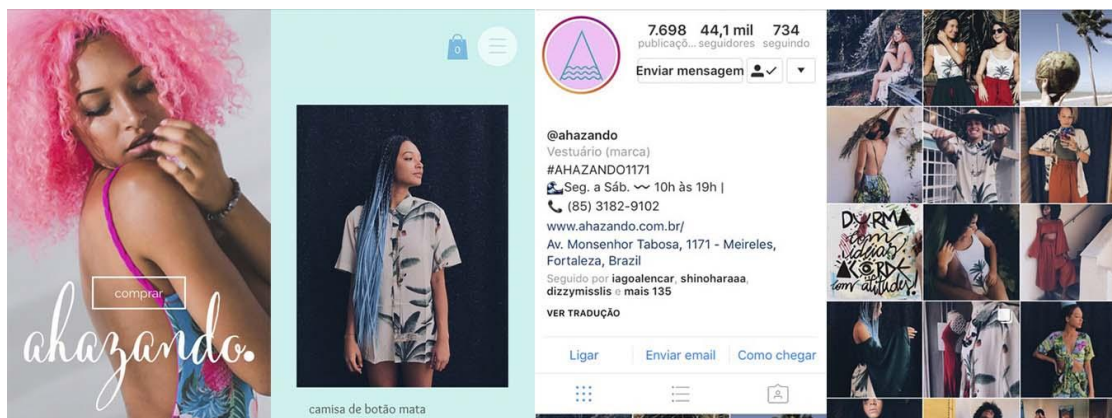 comprar
ahazando.
0
camisa de botão mata
7.698 44,1 mil 734
publicaçõ... seguidores seguindo
Enviar mensagem
@ahazando
Vestuário (marca)
#AHAZANDO1171
Seg. a Sáb. 〰 10h às 19h |
(85) 3182-9102
www.ahazando.com.br/
Av. Monsenhor Tabosa, 1171 - Meireles,
Fortaleza, Brazil
Seguido por iagoalencar, shinoharaaa,
dizzymisslis e mais 135
VER TRADUÇÃO
Ligar Enviar email Como chegar
DURMA
com
ideias
ACORDE
com atitudes!